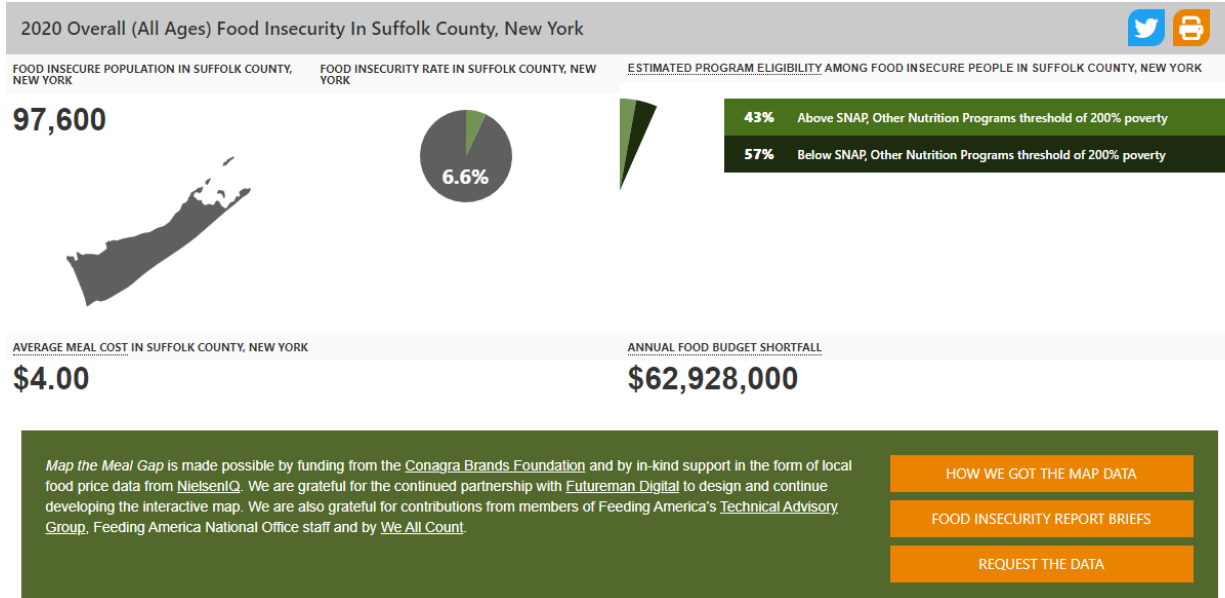 2020 Overall (All Ages) Food Insecurity In Suffolk County, New York
FOOD INSECURE POPULATION IN SUFFOLK COUNTY,
NEW YORK
97,600
FOOD INSECURITY RATE IN SUFFOLK COUNTY, NEW
YORK
6.6%
ESTIMATED PROGRAM ELIGIBILITY AMONG FOOD INSECURE PEOPLE IN SUFFOLK COUNTY, NEW YORK
43% Above SNAP, Other Nutrition Programs threshold of 200% poverty
57% Below SNAP, Other Nutrition Programs threshold of 200% poverty
AVERAGE MEAL COST IN SUFFOLK COUNTY, NEW YORK
$4.00
ANNUAL FOOD BUDGET SHORTFALL
$62,928,000
Map the Meal Gap is made possible by funding from the Conagra Brands Foundation and by in-kind support in the form of local
food price data from NielsenIQ. We are grateful for the continued partnership with Futureman Digital to design and continue
developing the interactive map. We are also grateful for contributions from members of Feeding America's Technical Advisory
Group, Feeding America National Office staff and by We All Count.
HOW WE GOT THE MAP DATA
FOOD INSECURITY REPORT BRIEFS
REQUEST THE DATA